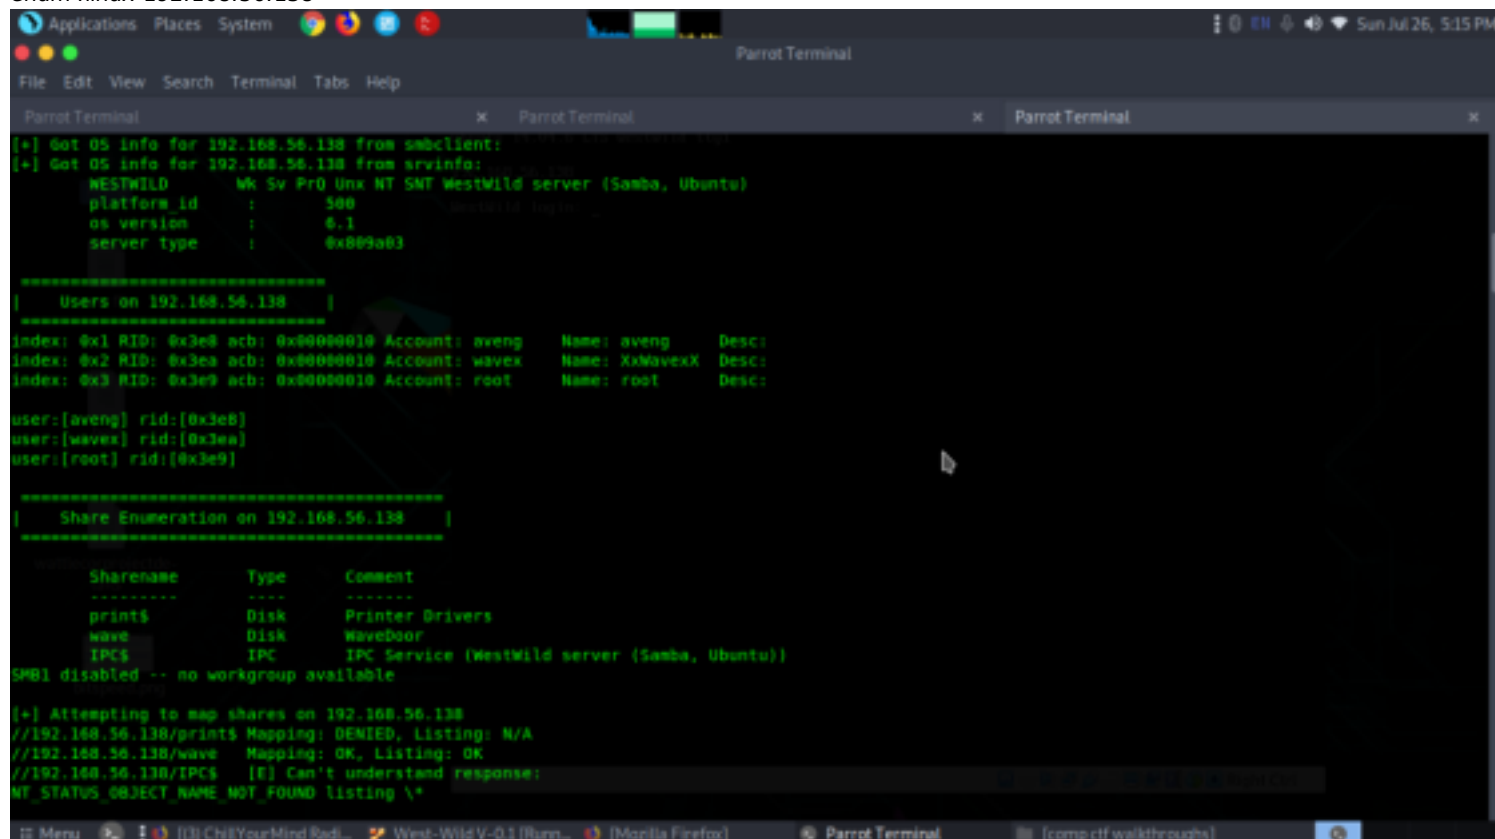 Applications Places System EN Sun Jul 26, 5:15 PM
Parrot Terminal
File Edit View Search Terminal Tabs Help
Parrot Terminal × Parrot Terminal × Parrot Terminal ×
[+] Got OS info for 192.168.56.138 from smbclient:
[+] Got OS info for 192.168.56.138 from srvinfo:
WESTWILD Wk Sv PrQ Unx NT SNT WestWild server (Samba, Ubuntu)
platform_id : 500
os version : 6.1
server type : 0x809a03
==============================
| Users on 192.168.56.138 |
==============================
index: 0x1 RID: 0x3e8 acb: 0x00000010 Account: aveng Name: aveng Desc:
index: 0x2 RID: 0x3ea acb: 0x00000010 Account: wavex Name: XxWavexX Desc:
index: 0x3 RID: 0x3e9 acb: 0x00000010 Account: root Name: root Desc:
user:[aveng] rid:[0x3e8]
user:[wavex] rid:[0x3ea]
user:[root] rid:[0x3e9]
==========================================
| Share Enumeration on 192.168.56.138 |
==========================================
Sharename Type Comment
--------- ---- -------
print$ Disk Printer Drivers
wave Disk WaveDoor
IPC$ IPC IPC Service (WestWild server (Samba, Ubuntu))
SMB1 disabled -- no workgroup available
[+] Attempting to map shares on 192.168.56.138
//192.168.56.138/print$ Mapping: DENIED, Listing: N/A
//192.168.56.138/wave Mapping: OK, Listing: OK
//192.168.56.138/IPC$ [E] Can't understand response:
NT_STATUS_OBJECT_NAME_NOT_FOUND listing \*
Menu ChillYourMind Radi... West-Wild V-0.1 [Runn... [Mozilla Firefox] Parrot Terminal [comp ctf walkthroughs]